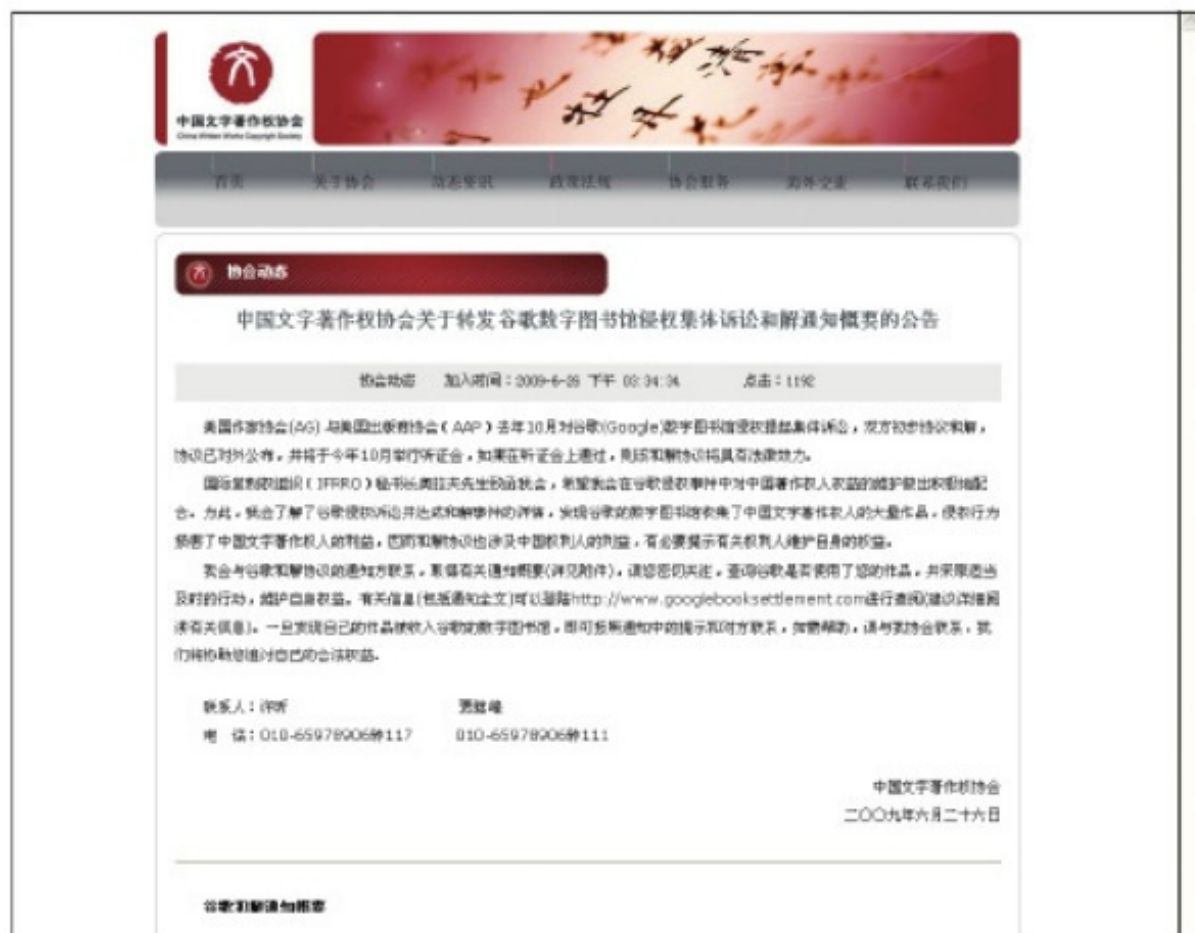 中国文字著作权协会
China Written Works Copyright Society
首页 关于协会 动态资讯 政策法规 协会服务 海外交流 联系我们
协会动态
中国文字著作权协会关于转发谷歌数字图书馆侵权集体诉讼和解通知概要的公告
协会动态 加入时间：2009-6-26 下午 03:34:34 点击：1192
美国作家协会(AG) 与美国出版商协会（AAP）去年10月对谷歌(Google)数字图书馆侵权提起集体诉讼，双方初步协议和解，
协议已对外公布，并将于今年10月举行听证会，如果在听证会上通过，则该和解协议将具有法律效力。
国际复制权组织（IFRRO）秘书长奥拉夫先生致函我会，希望我会在谷歌侵权事件中对中国著作权人权益的维护做出积极地配
合。为此，我会了解了谷歌侵权诉讼并达成和解事件的详情，发现谷歌的数字图书馆收集了中国文字著作权人的大量作品，侵权行为
损害了中国文字著作权人的利益，因而和解协议也涉及中国权利人的利益，有必要提示有关权利人维护自身的权益。
我会与谷歌和解协议的通知方联系，取得有关通知概要(详见附件)，请您密切关注，查询谷歌是否使用了您的作品，并采取适当
及时的行动，维护自身权益。有关信息(包括通知全文)可以登陆http://www.googlebooksettlement.com进行查阅(建议详细阅
读有关信息)。一旦发现自己的作品被收入谷歌的数字图书馆，即可按照通知中的提示和对方联系，如需帮助，请与我协会联系，我
们将协助您维护自己的合法权益。
联系人：许昕
电 话：010-65978906转117 010-65978906转111
中国文字著作权协会
二〇〇九年六月二十六日
谷歌和解通知概要